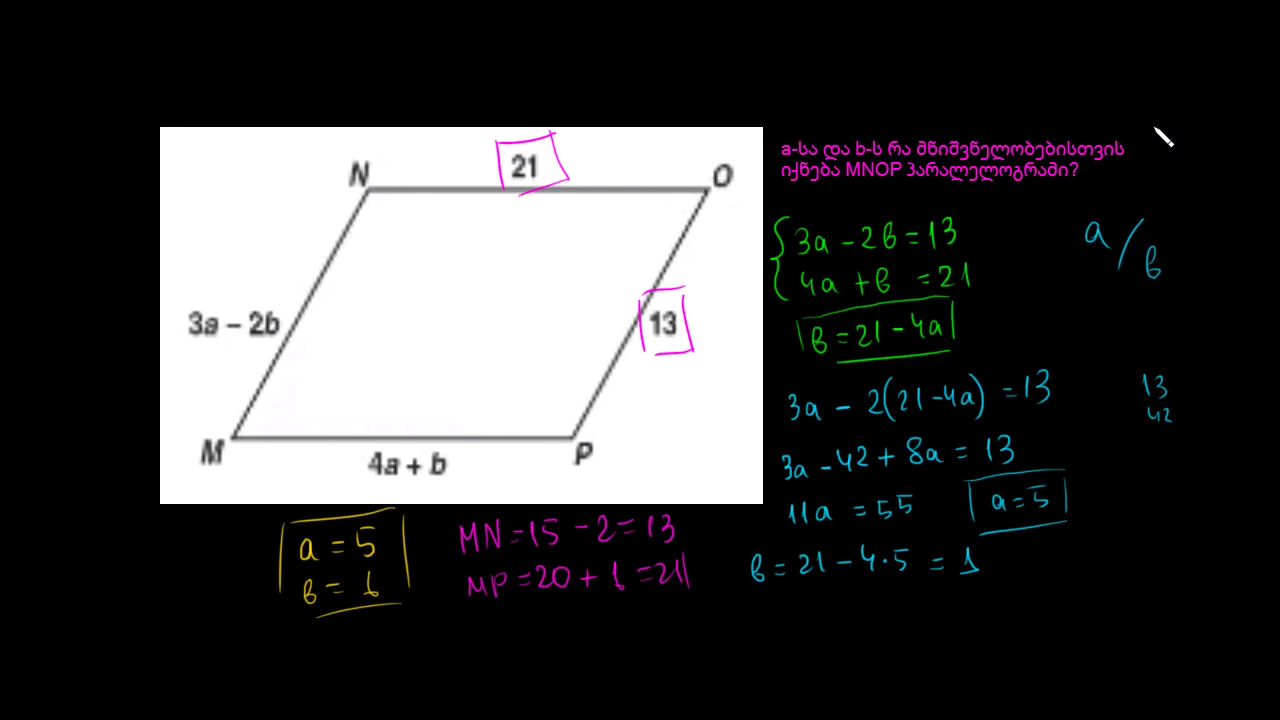 a-სა და b-ს რა მნიშვნელობებისთვის
იქნება MNOP პარალელოგრამი?
N
21
O
3a – 2b
13
M
4a + b
P
3a - 2b = 13
4a + b = 21
b = 21 - 4a
a / b
3a - 2(21 - 4a) = 13
13
42
3a - 42 + 8a = 13
11a = 55
a = 5
b = 21 - 4·5 = 1
a = 5
b = 1
MN = 15 - 2 = 13
MP = 20 + 1 = 21